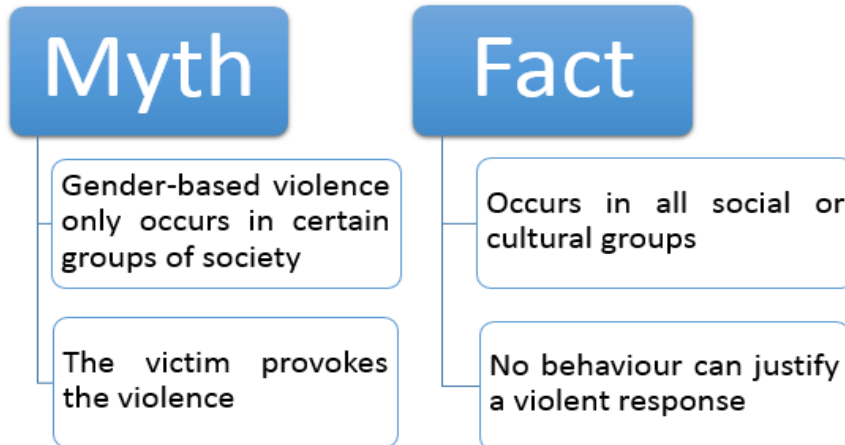 Myth
Gender-based violence
only occurs in certain
groups of society
The victim provokes
the violence
Fact
Occurs in all social or
cultural groups
No behaviour can justify
a violent response